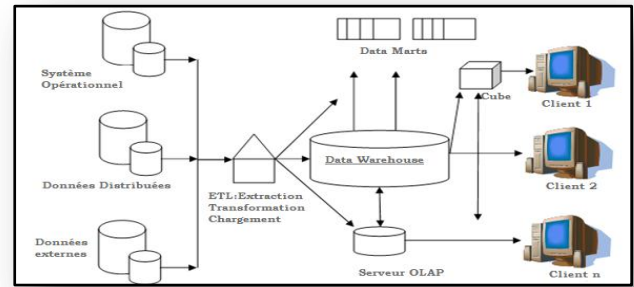 Data Marts
Système
Opérationnel
Cube
Client 1
Données Distribuées
ETL:Extraction
Transformation
Chargement
Data Warehouse
Client 2
Données
externes
Serveur OLAP
Client n